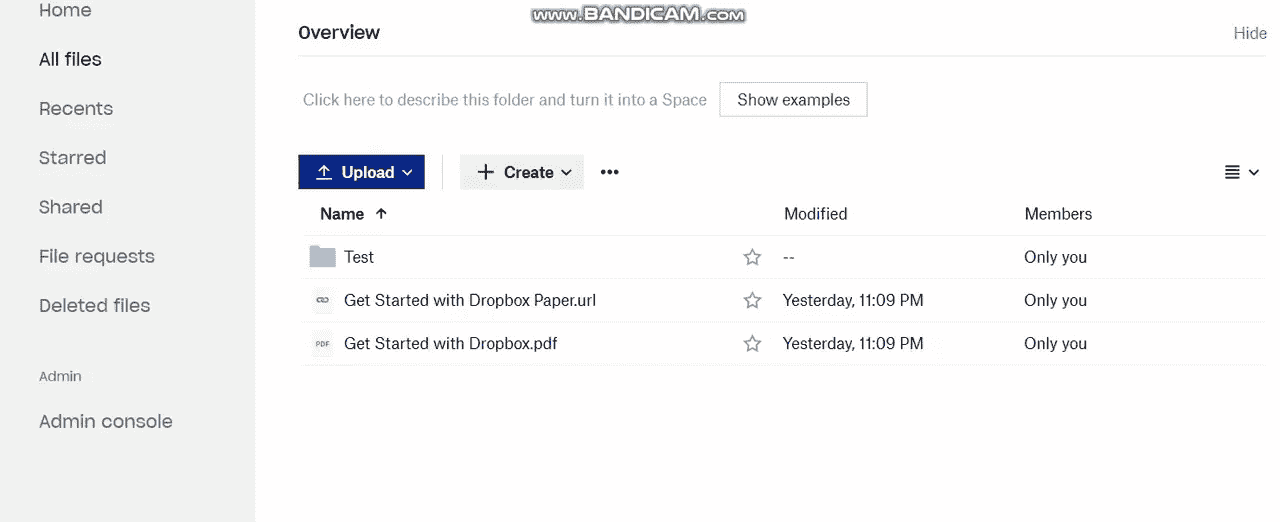 www.BANDICAM.com
Home
Overview
Hide
All files
Click here to describe this folder and turn it into a Space
Show examples
Recents
Starred
Upload
Create
Shared
Name
Modified
Members
File requests
Test
--
Only you
Get Started with Dropbox Paper.url
Yesterday, 11:09 PM
Only you
Deleted files
PDF
Get Started with Dropbox.pdf
Yesterday, 11:09 PM
Only you
Admin
Admin console